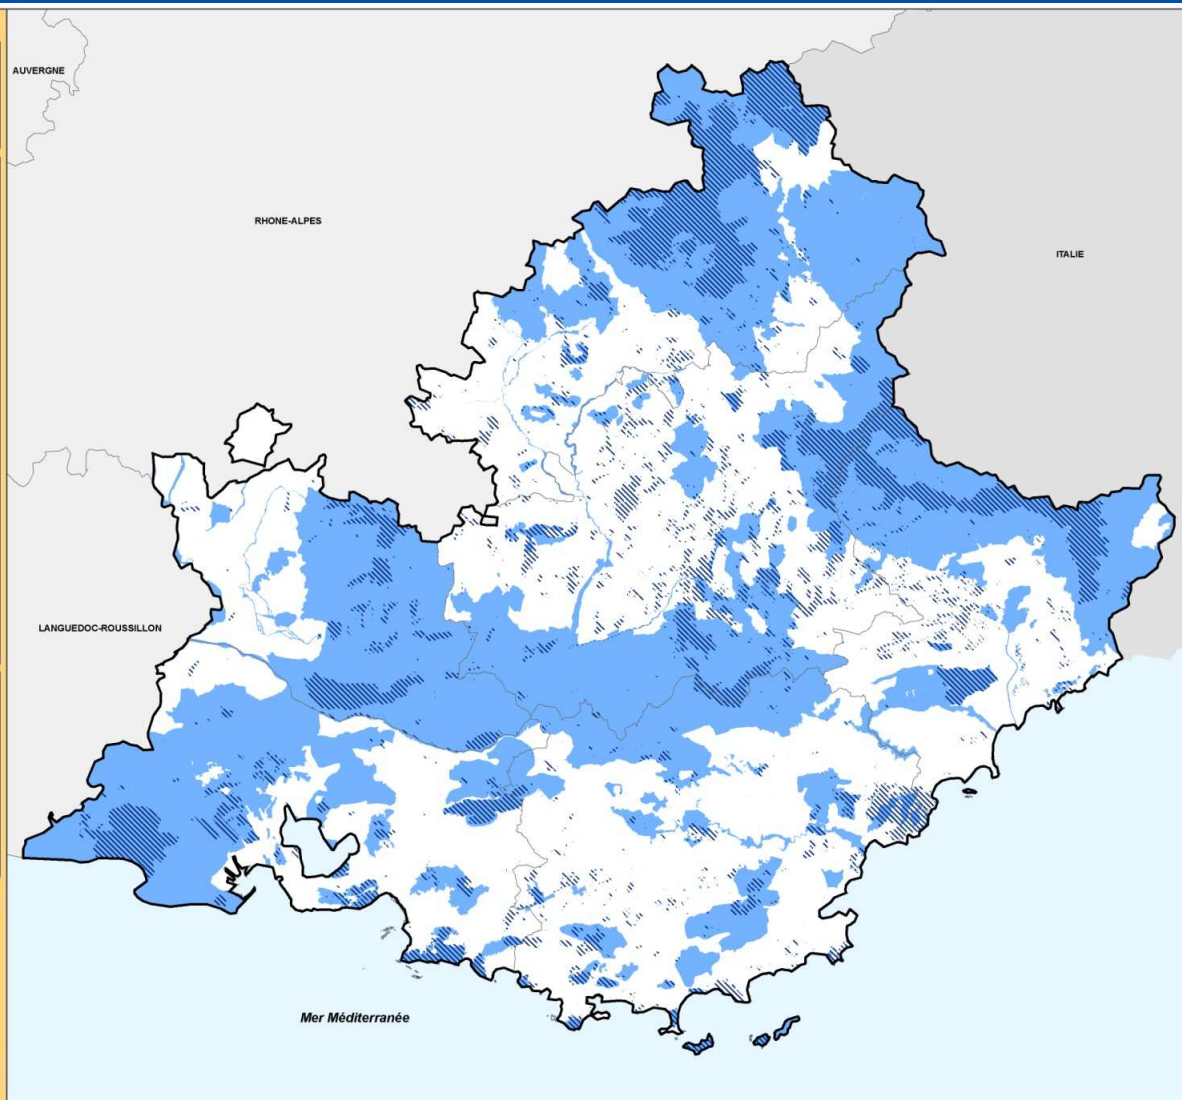 AUVERGNE
RHONE-ALPES
ITALIE
LANGUEDOC-ROUSSILLON
Mer Méditerranée